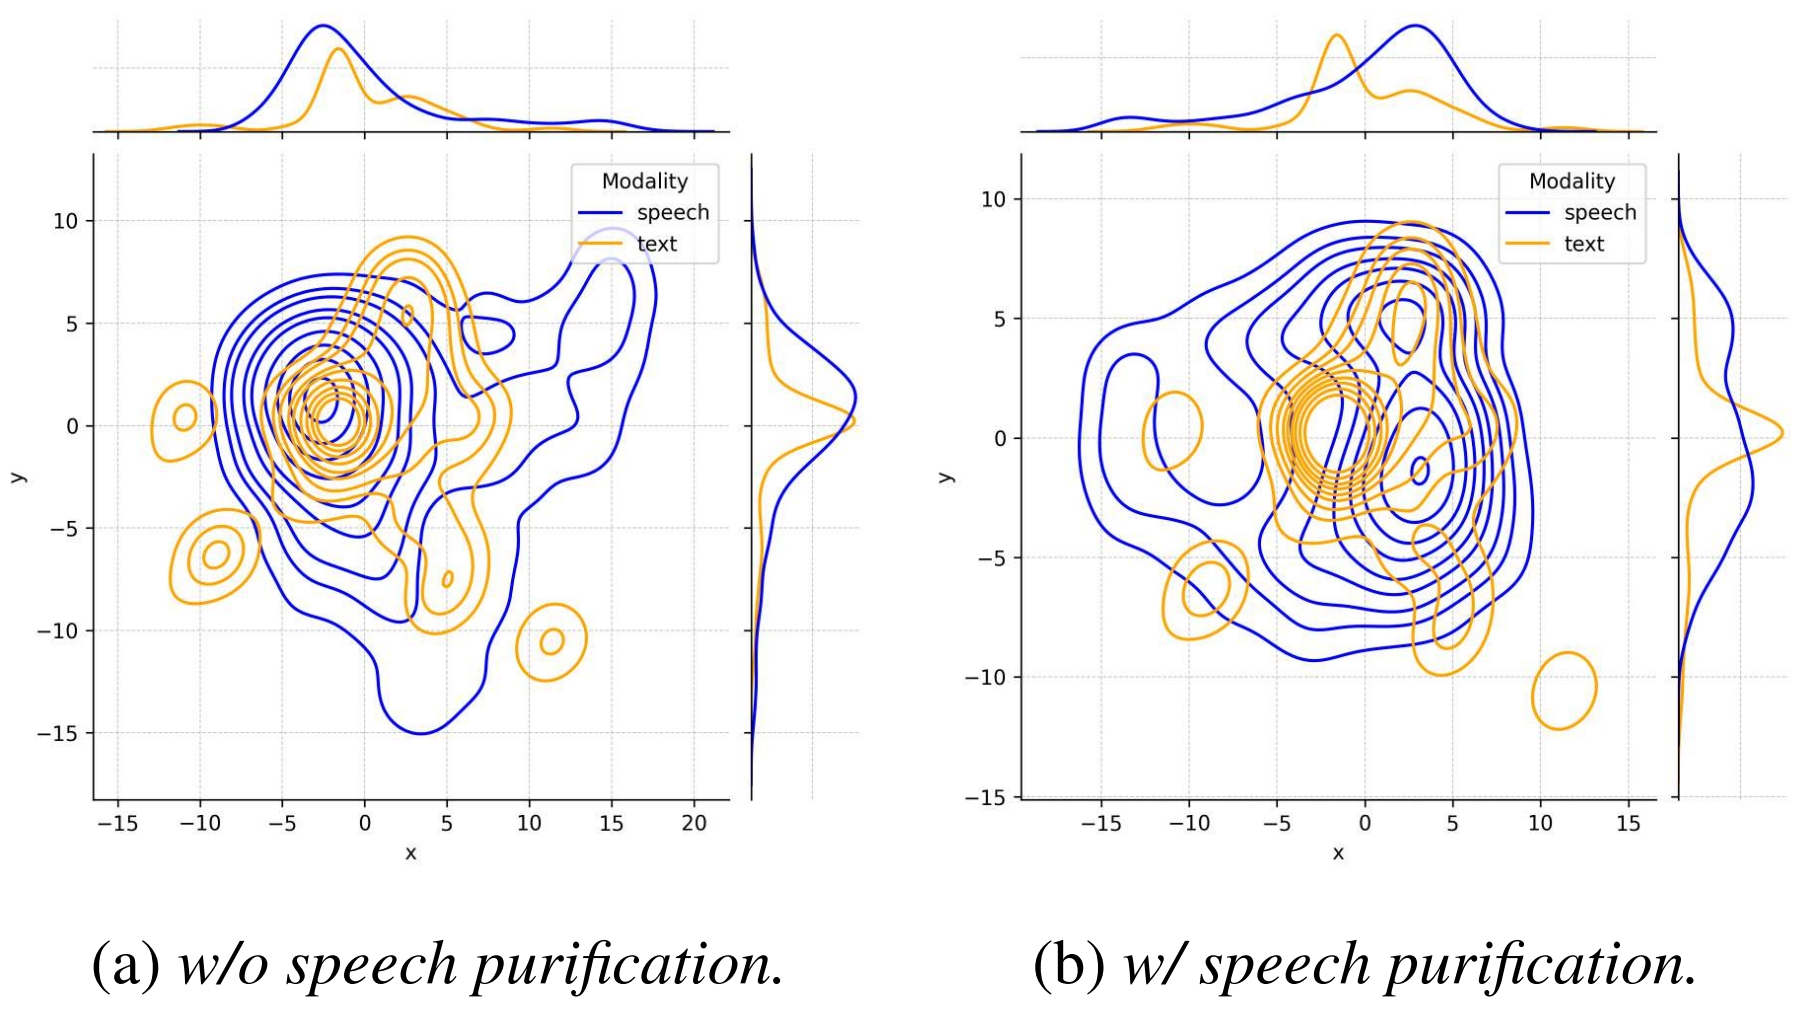 Modality
speech
text
10
5
0
−5
−10
−15
y
−15 −10 −5 0 5 10 15 20
x
(a) w/o speech purification.
Modality
speech
text
10
5
0
−5
−10
−15
y
−15 −10 −5 0 5 10 15
x
(b) w/ speech purification.